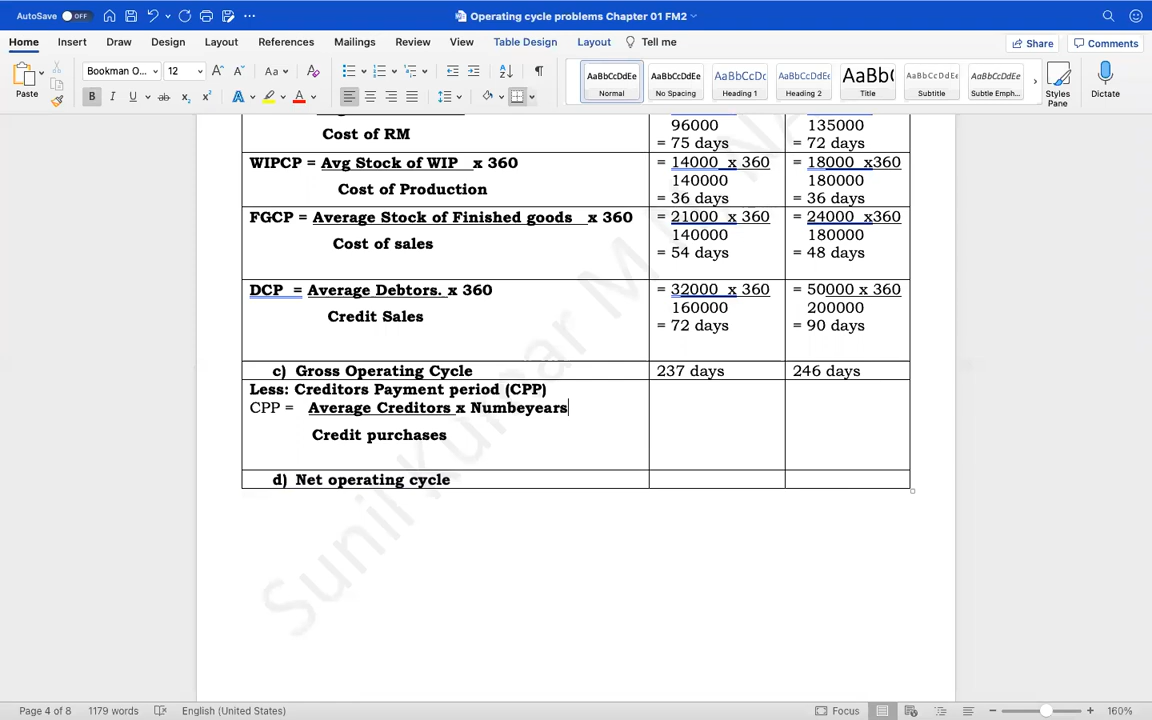 AutoSave OFF Operating cycle problems Chapter 01 FM2
Home Insert Draw Design Layout References Mailings Review View Table Design Layout Tell me Share Comments
Paste Bookman O... 12 A A Aa A
B I U ab x₂ x² A A
AaBbCcDdEe AaBbCcDdEe AaBbCcDc AaBbCcDdEe AaBb( AaBbCcDdEe AaBbCcDdEe
Normal No Spacing Heading 1 Heading 2 Title Subtitle Subtle Emph... Styles Pane Dictate
Cost of RM 96000 135000
= 75 days = 72 days
WIPCP = Avg Stock of WIP x 360 = 14000 x 360 = 18000 x360
Cost of Production 140000 180000
= 36 days = 36 days
FGCP = Average Stock of Finished goods x 360 = 21000 x 360 = 24000 x360
Cost of sales 140000 180000
= 54 days = 48 days
DCP = Average Debtors. x 360 = 32000 x 360 = 50000 x 360
Credit Sales 160000 200000
= 72 days = 90 days
c) Gross Operating Cycle 237 days 246 days
Less: Creditors Payment period (CPP)
CPP = Average Creditors x Numbeyears
Credit purchases
d) Net operating cycle
Sunil Kumar M
Page 4 of 8 1179 words English (United States) Focus 160%